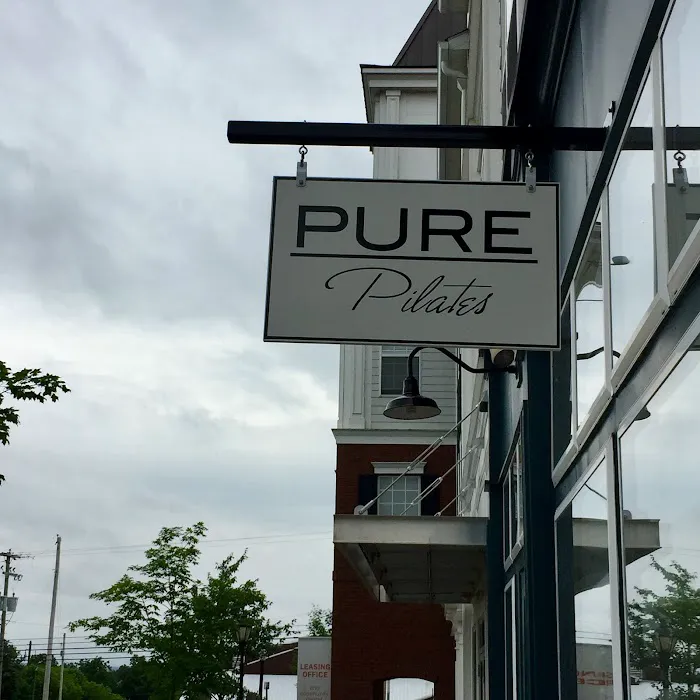 PURE
Pilates
LEASING
OFFICE